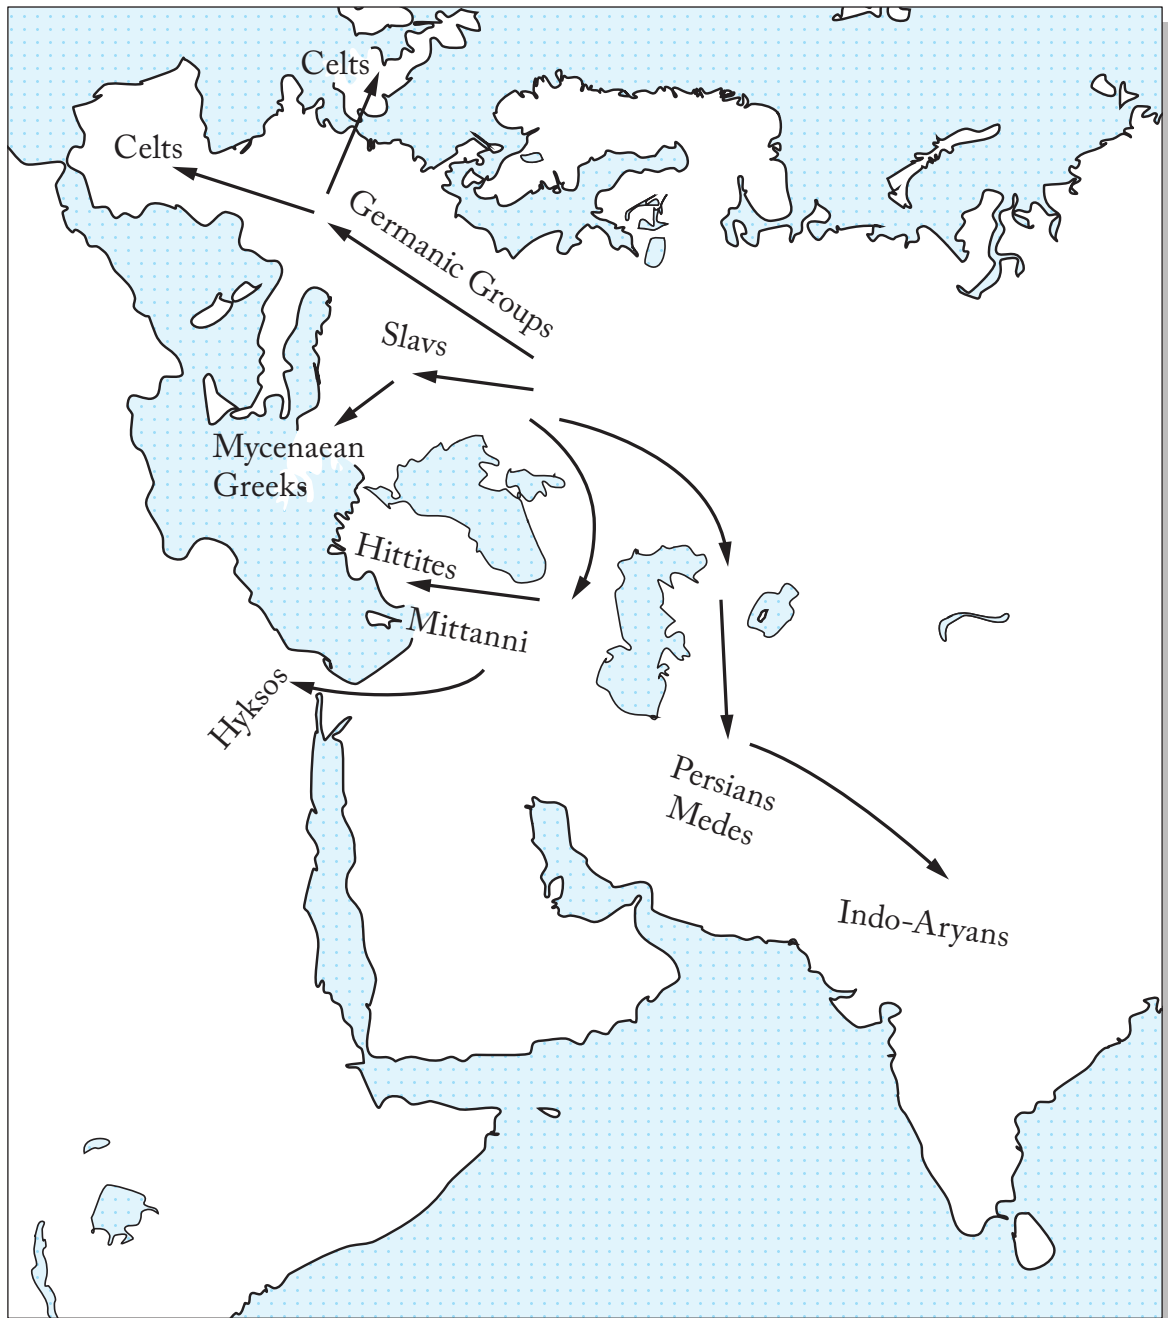 Celts
Celts
Germanic Groups
Slavs
Mycenaean
Greeks
Hittites
Mittanni
Hyksos
Persians
Medes
Indo-Aryans